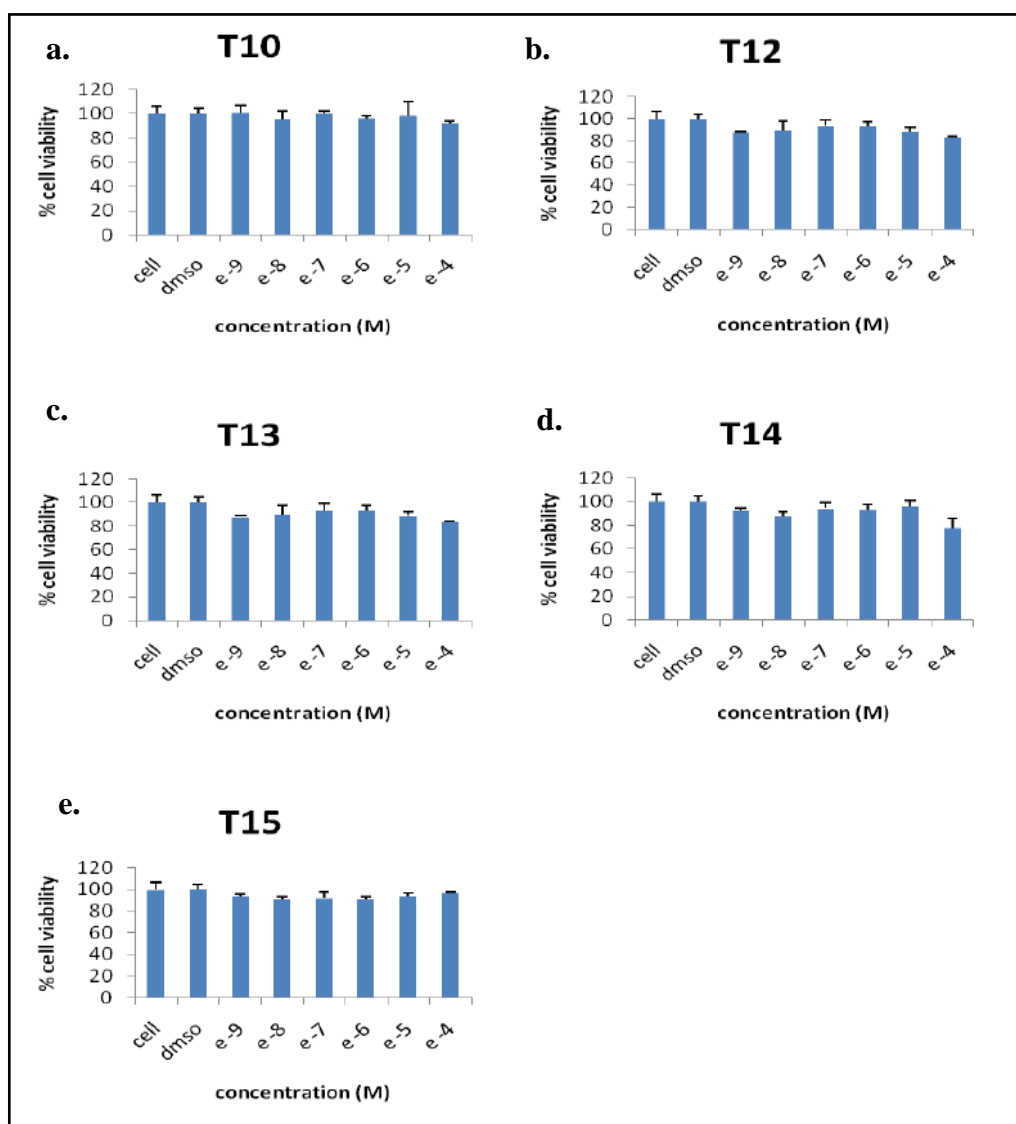 a.
T10
120
100
80
60
40
20
0
% cell viability
cell
dmso
e -9
e -8
e -7
e -6
e -5
e -4
concentration (M)
b.
T12
120
100
80
60
40
20
0
% cell viability
cell
dmso
e -9
e -8
e -7
e -6
e -5
e -4
concentration (M)
c.
T13
120
100
80
60
40
20
0
% cell viability
cell
dmso
e -9
e -8
e -7
e -6
e -5
e -4
concentration (M)
d.
T14
120
100
80
60
40
20
0
% cell viability
cell
dmso
e -9
e -8
e -7
e -6
e -5
e -4
concentration (M)
e.
T15
120
100
80
60
40
20
0
% cell viability
cell
dmso
e -9
e -8
e -7
e -6
e -5
e -4
concentration (M)